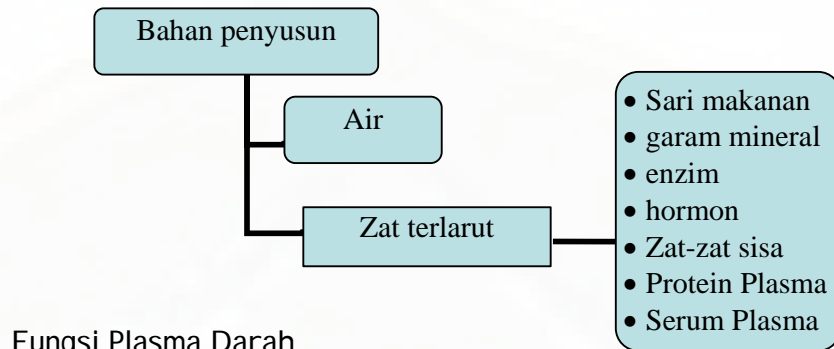 Bahan penyusun
Air
Zat terlarut
• Sari makanan
• garam mineral
• enzim
• hormon
• Zat-zat sisa
• Protein Plasma
• Serum Plasma
Fungsi Plasma Darah